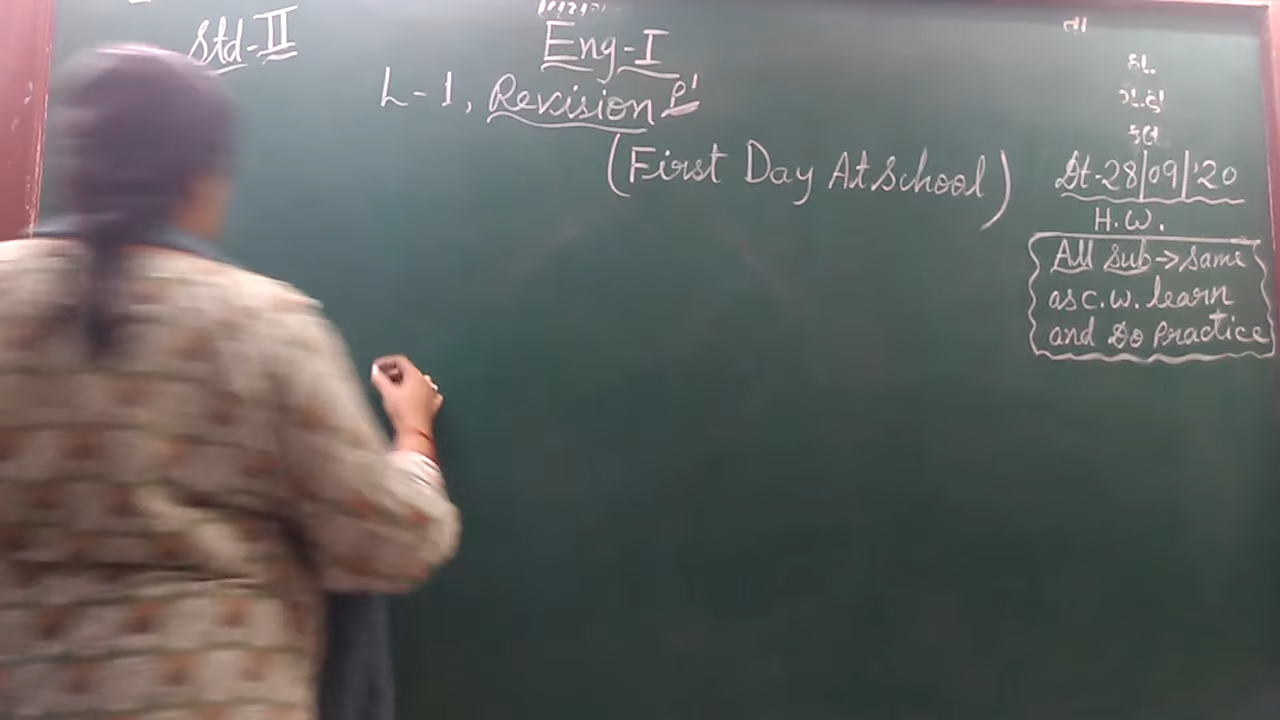 Std-II
Eng-I
L-1, Revision P'
(First Day At School)
તા
Dt-28|09|'20
H.W.
All Sub→same
as c.w. learn
and Do Practice